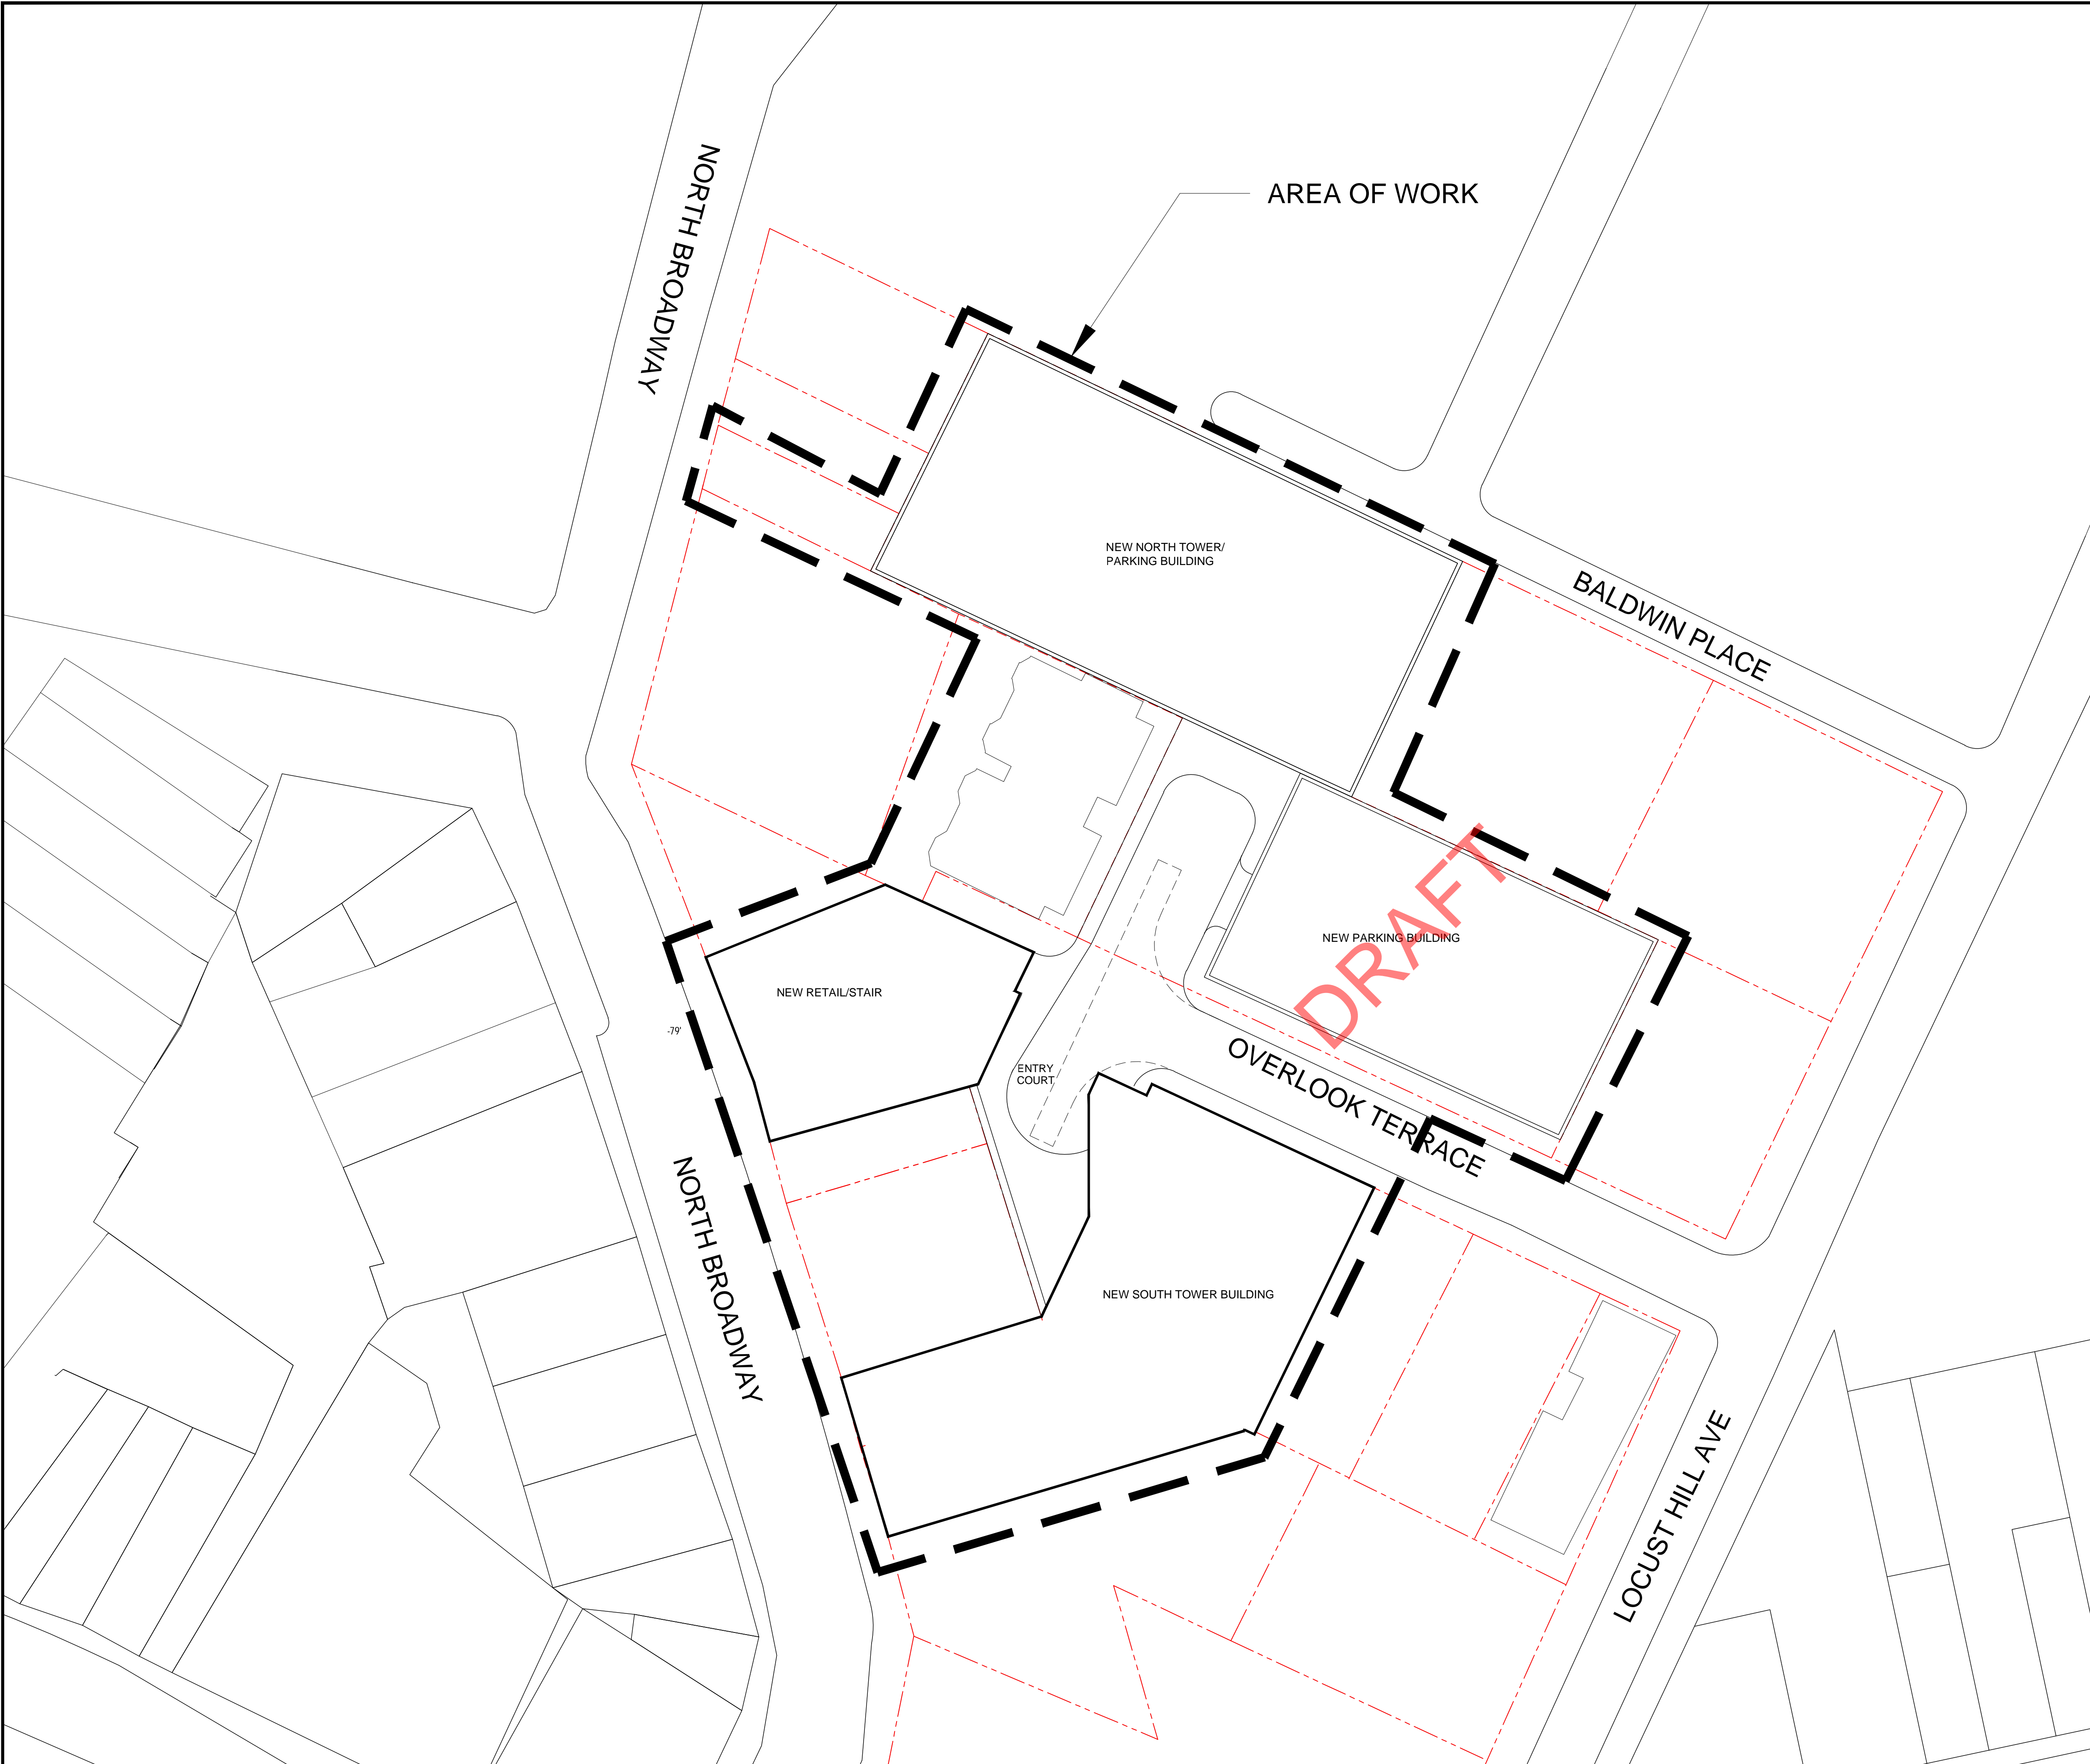 NORTH BROADWAY
AREA OF WORK
NEW NORTH TOWER/
PARKING BUILDING
BALDWIN PLACE
DRAFT
NEW PARKING BUILDING
NEW RETAIL/STAIR
-79'
ENTRY
COURT
OVERLOOK TERRACE
NORTH BROADWAY
NEW SOUTH TOWER BUILDING
LOCUST HILL AVE